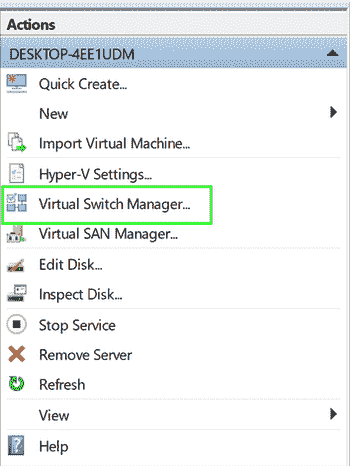 Actions
DESKTOP-4EE1UDM
Quick Create...
New
Import Virtual Machine...
Hyper-V Settings...
Virtual Switch Manager...
Virtual SAN Manager...
Edit Disk...
Inspect Disk...
Stop Service
Remove Server
Refresh
View
Help